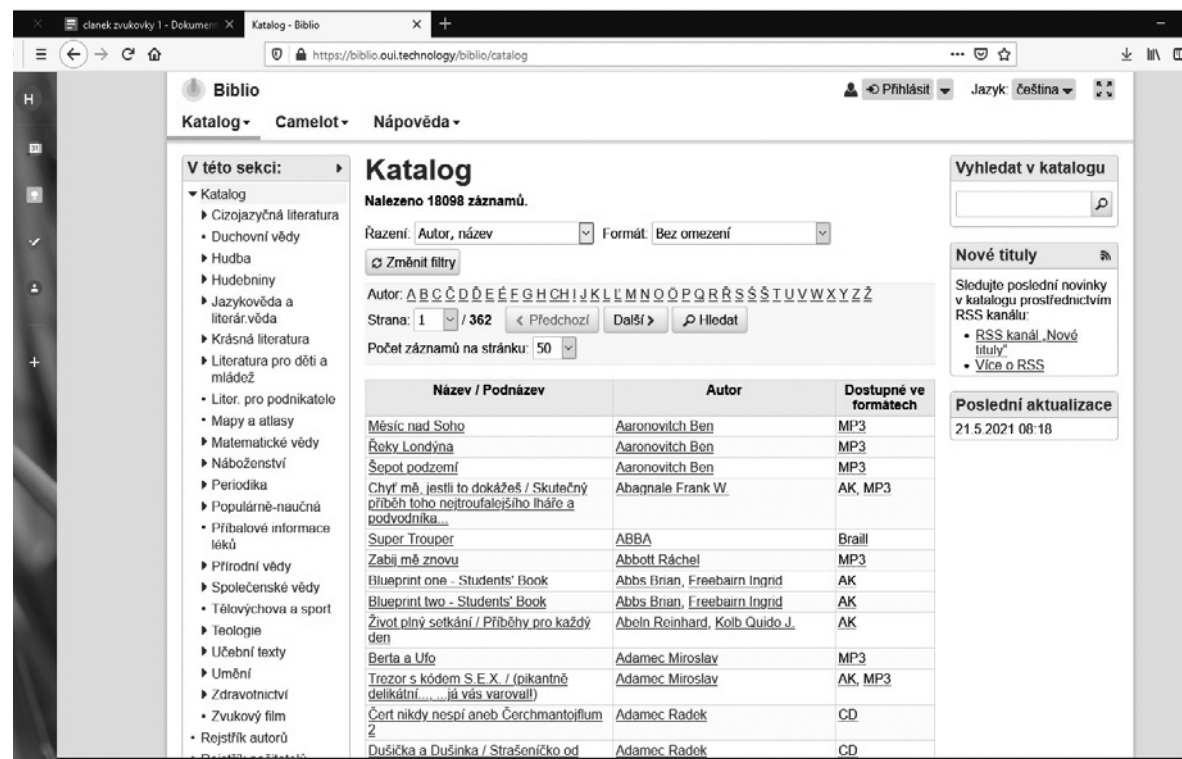 clanek zvukovky 1 - Dokument
Katalog - Biblio
https://biblio.oui.technology/biblio/catalog
H
31
Biblio
Přihlásit
Jazyk: čeština
Katalog
Camelot
Nápověda
V této sekci:
Katalog
Cizojazyčná literatura
Duchovní vědy
Hudba
Hudebniny
Jazykověda a
literár.věda
Krásná literatura
Literatura pro děti a
mládež
Liter. pro podnikatele
Mapy a atlasy
Matematické vědy
Náboženství
Periodika
Populárně-naučná
Příbalové informace
léků
Přírodní vědy
Společenské vědy
Tělovýchova a sport
Teologie
Učební texty
Umění
Zdravotnictví
Zvukový film
Rejstřík autorů
Katalog
Nalezeno 18098 záznamů.
Řazení: Autor, název Formát: Bez omezení
Změnit filtry
Autor: A B C Č D Ď E É F G H CH I J K L Ľ M N O Ö P Q R Ř S Ś Š T U V W X Y Z Ž
Strana: 1 / 362 Předchozí Další Hledat
Počet záznamů na stránku: 50
Název / Podnázev Autor Dostupné ve
formátech
Měsíc nad Soho Aaronovitch Ben MP3
Řeky Londýna Aaronovitch Ben MP3
Šepot podzemí Aaronovitch Ben MP3
Chyť mě, jestli to dokážeš / Skutečný Abagnale Frank W. AK, MP3
příběh toho nejtroufalejšího lháře a
podvodníka...
Super Trouper ABBA Braill
Zabij mě znovu Abbott Ráchel MP3
Blueprint one - Students' Book Abbs Brian, Freebairn Ingrid AK
Blueprint two - Students' Book Abbs Brian, Freebairn Ingrid AK
Život plný setkání / Příběhy pro každý Abeln Reinhard, Kolb Quido J. AK
den
Berta a Ufo Adamec Miroslav MP3
Trezor s kódem S.E.X. / (pikantně Adamec Miroslav AK, MP3
delikátní..., ...já vás varoval!)
Čert nikdy nespí aneb Čerchmantojflum Adamec Radek CD
2
Dušička a Dušinka / Strašeníčko od Adamec Radek CD
Vyhledat v katalogu
Nové tituly
Sledujte poslední novinky
v katalogu prostřednictvím
RSS kanálu:
RSS kanál „Nové
tituly"
Více o RSS
Poslední aktualizace
21.5.2021 08:18